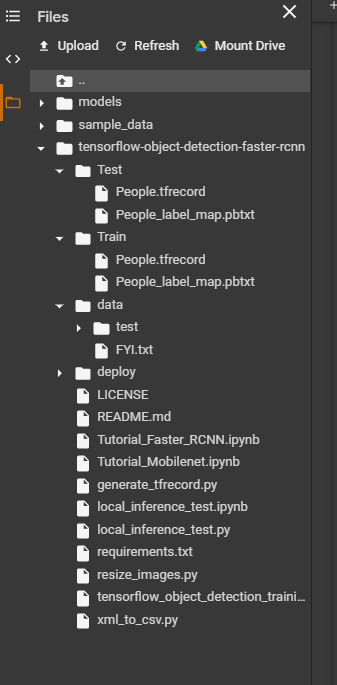 Files
Upload Refresh Mount Drive
..
models
sample_data
tensorflow-object-detection-faster-rcnn
Test
People.tfrecord
People_label_map.pbtxt
Train
People.tfrecord
People_label_map.pbtxt
data
test
FYI.txt
deploy
LICENSE
README.md
Tutorial_Faster_RCNN.ipynb
Tutorial_Mobilenet.ipynb
generate_tfrecord.py
local_inference_test.ipynb
local_inference_test.py
requirements.txt
resize_images.py
tensorflow_object_detection_traini...
xml_to_csv.py